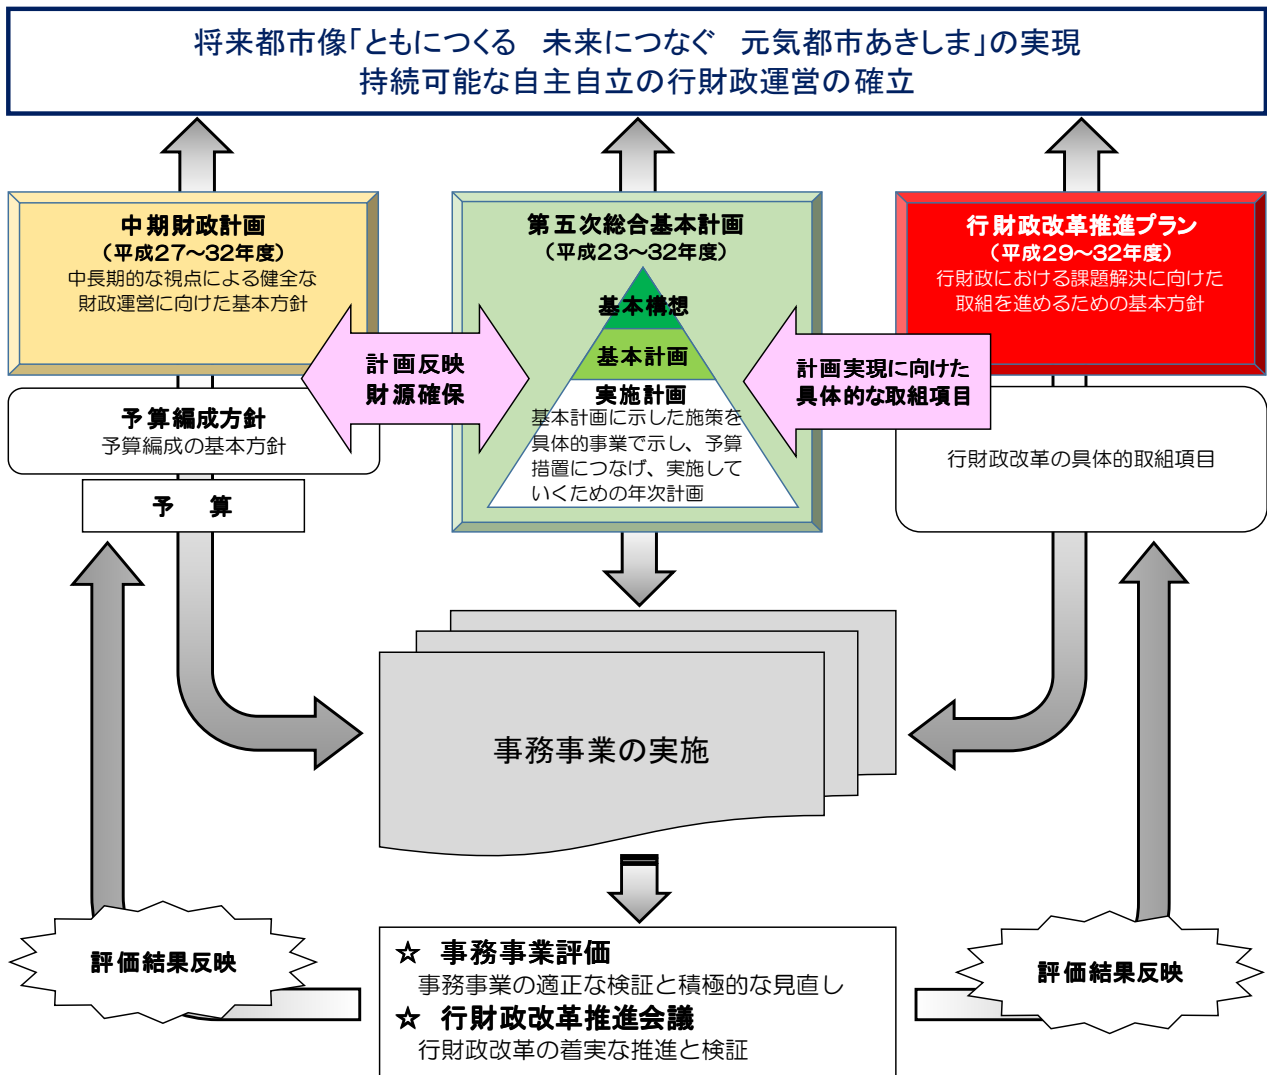 将来都市像「ともにつくる　未来につなぐ　元気都市あきしま」の実現
持続可能な自主自立の行財政運営の確立
中期財政計画
（平成27～32年度）
中長期的な視点による健全な
財政運営に向けた基本方針
第五次総合基本計画
（平成23～32年度）
基本構想
基本計画
実施計画
基本計画に示した施策を
具体的事業で示し、予算
措置につなげ、実施して
いくための年次計画
行財政改革推進プラン
（平成29～32年度）
行財政における課題解決に向けた
取組を進めるための基本方針
計画反映
財源確保
計画実現に向けた
具体的な取組項目
予算編成方針
予算編成の基本方針
予　算
行財政改革の具体的取組項目
事務事業の実施
評価結果反映
☆　事務事業評価
事務事業の適正な検証と積極的な見直し
☆　行財政改革推進会議
行財政改革の着実な推進と検証
評価結果反映